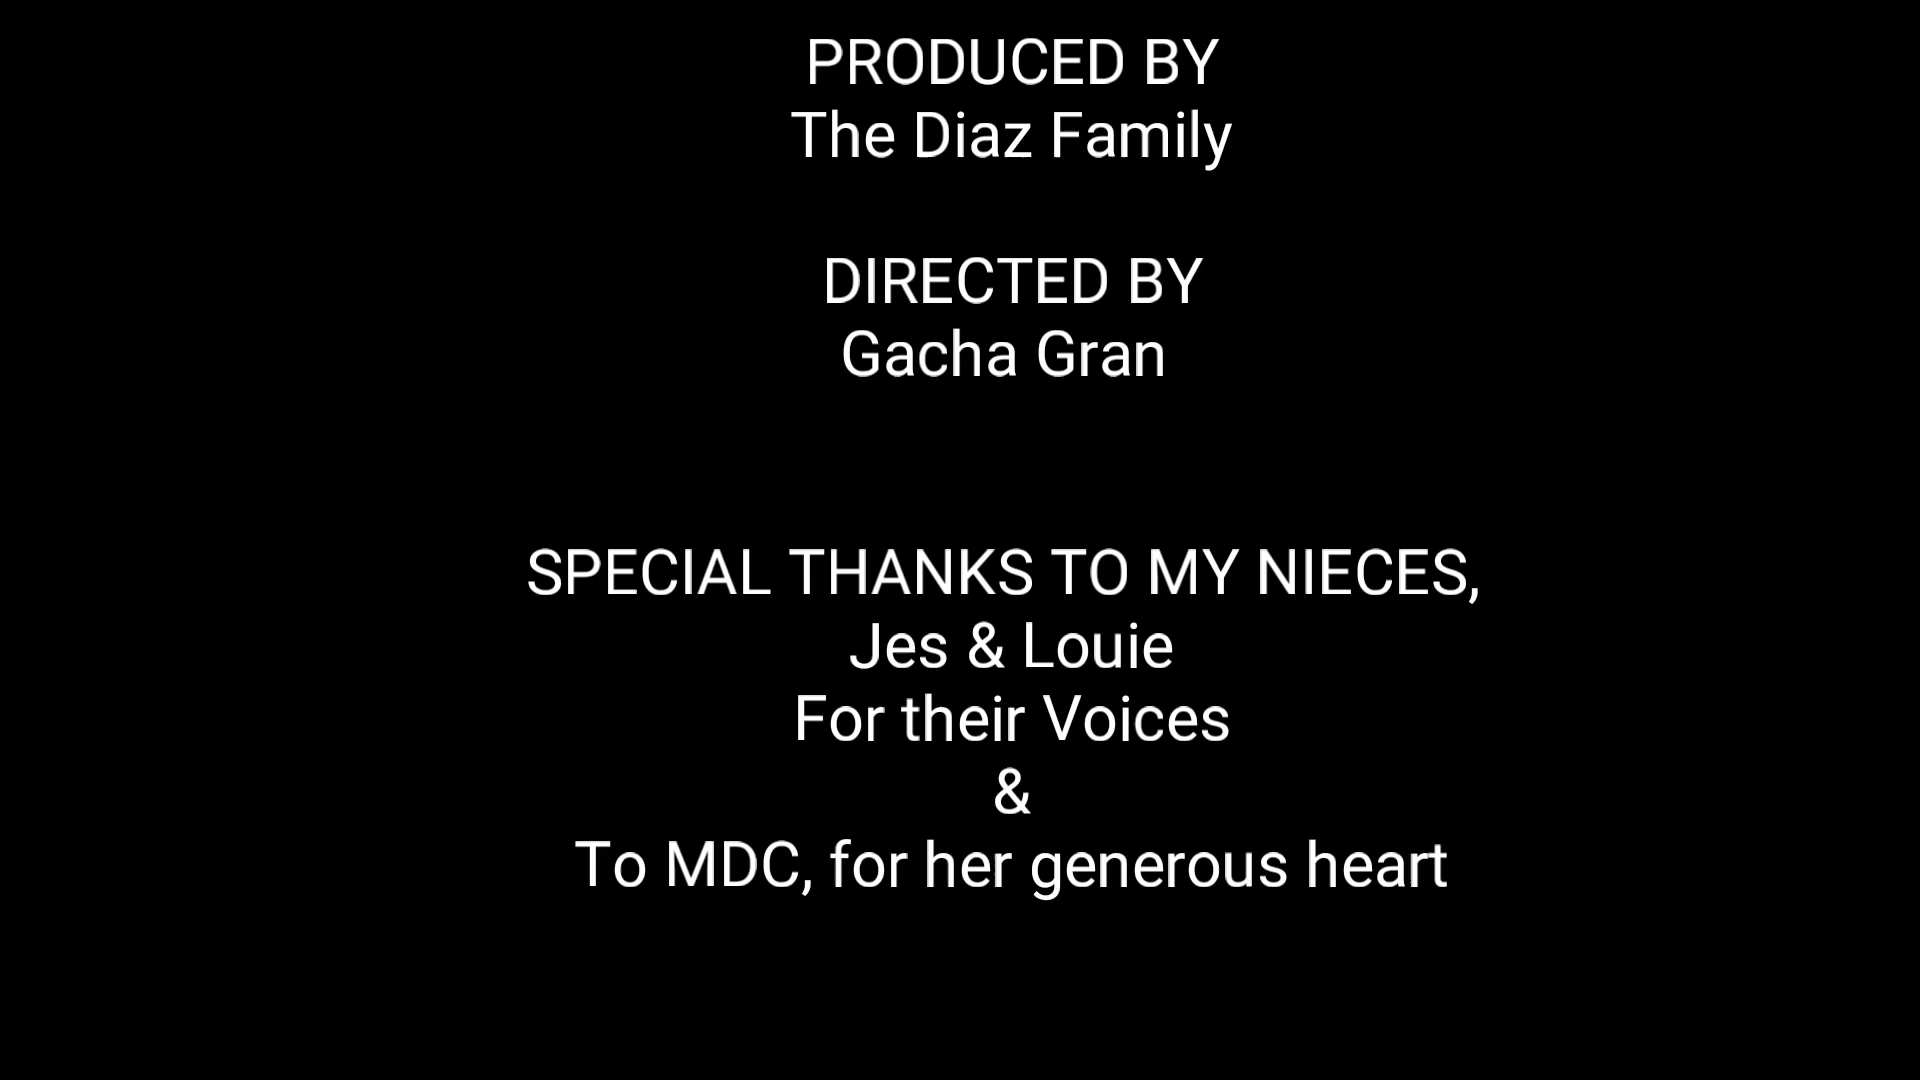 PRODUCED BY
The Diaz Family
DIRECTED BY
Gacha Gran
SPECIAL THANKS TO MY NIECES,
Jes & Louie
For their Voices
&
To MDC, for her generous heart